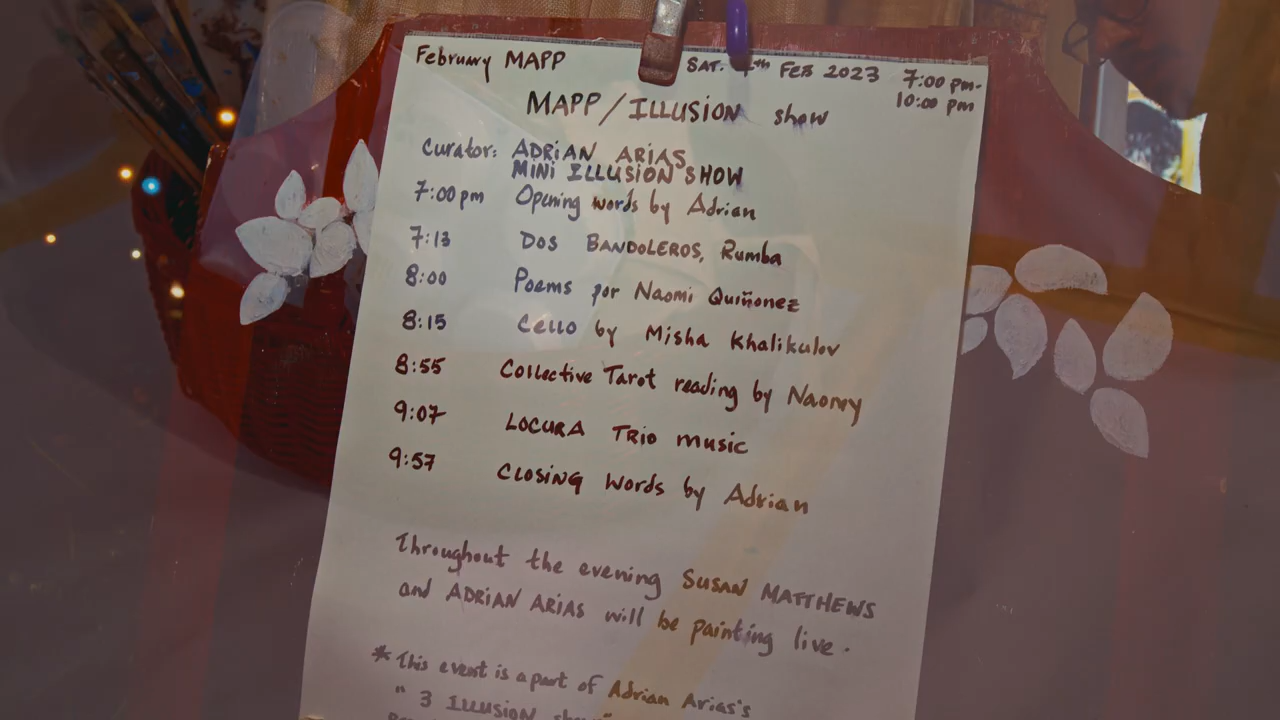 February MAPP SAT. 4th FEB 2023 7:00 pm-
10:00 pm
MAPP/ILLUSION show
Curator: ADRIAN ARIAS
MINI ILLUSION SHOW
7:00 pm Opening words by Adrian
7:13 DOS BANDOLEROS, Rumba
8:00 Poems por Naomi Quiñonez
8:15 Cello by Misha Khalikulov
8:55 Collective Tarot reading by Naomy
9:07 LOCURA Trio music
9:57 CLOSING words by Adrian
Throughout the evening SUSAN MATTHEWS
and ADRIAN ARIAS will be painting live.
* This event is a part of Adrian Arias's
" 3 Illusion show"